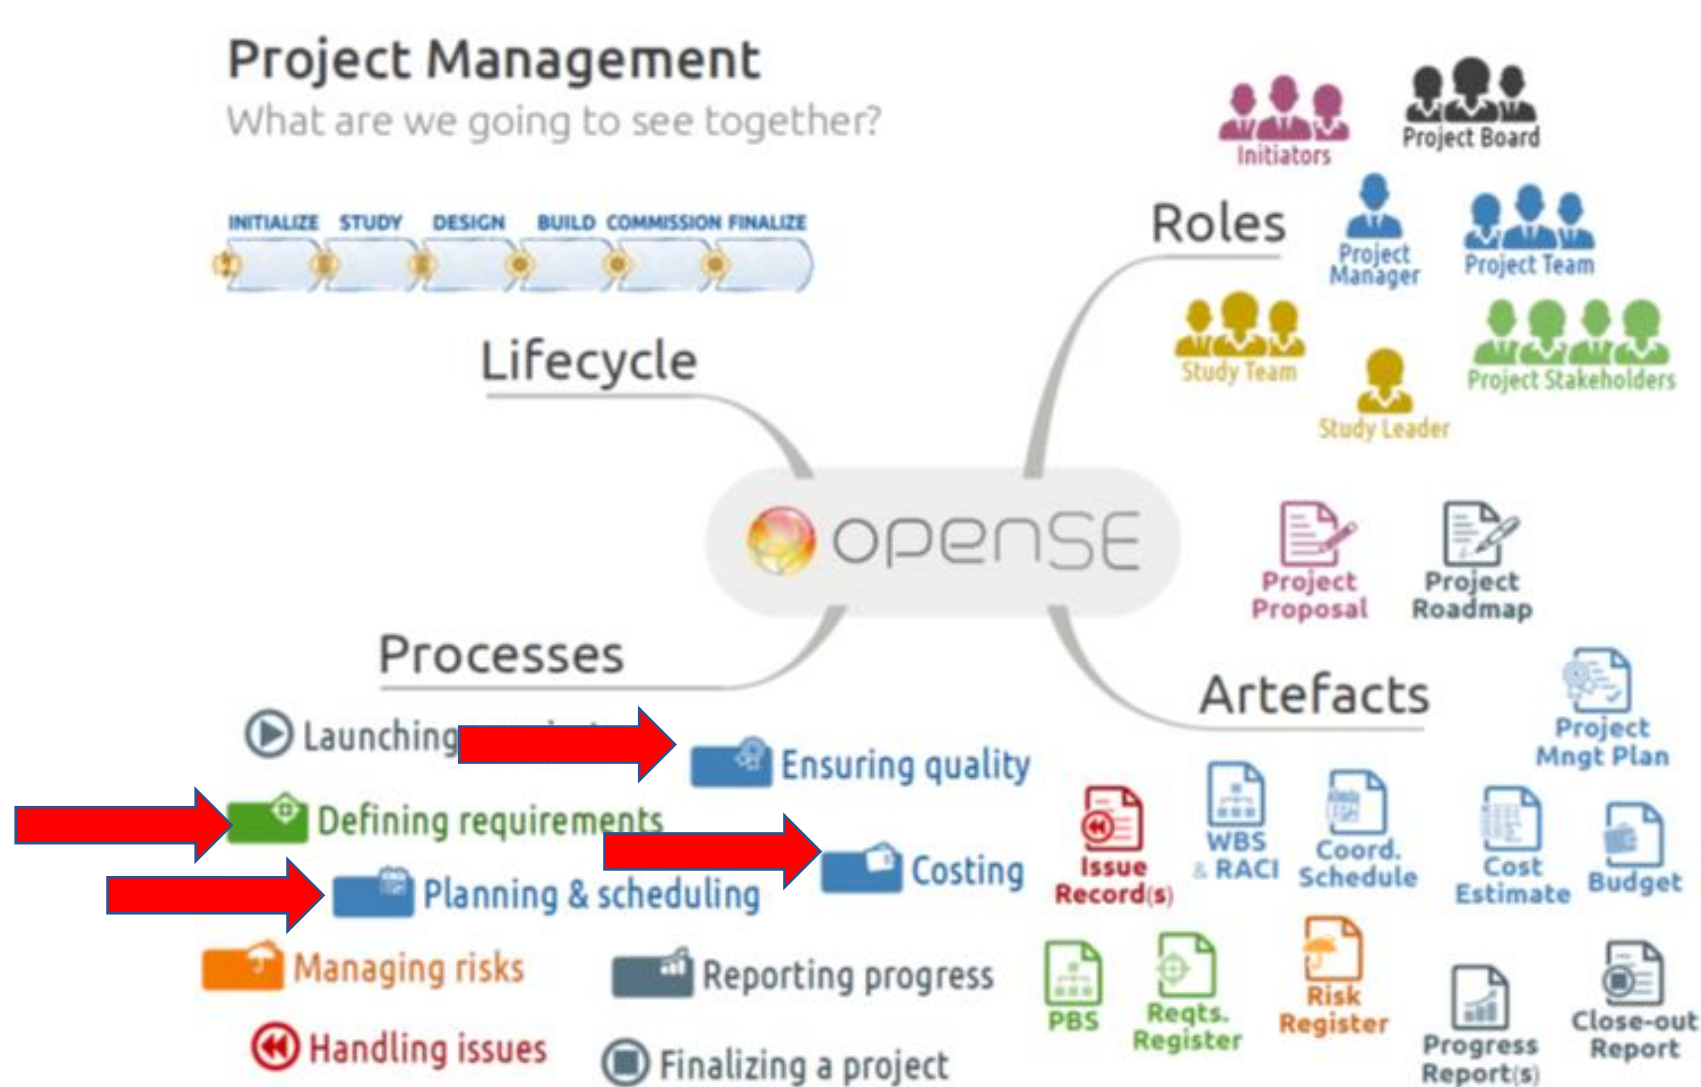 Project Management
What are we going to see together?
INITIALIZE STUDY DESIGN BUILD COMMISSION FINALIZE
Lifecycle
Roles
Initiators
Project Board
Project
Manager
Project Team
Study Team
Study Leader
Project Stakeholders
openSE
Processes
Launching
Ensuring quality
Defining requirements
Costing
Planning & scheduling
Managing risks
Reporting progress
Handling issues
Finalizing a project
Artefacts
Project
Proposal
Project
Roadmap
Project
Mngt Plan
Issue
Record(s)
WBS
& RACI
Coord.
Schedule
Cost
Estimate
Budget
PBS
Reqts.
Register
Risk
Register
Progress
Report(s)
Close-out
Report